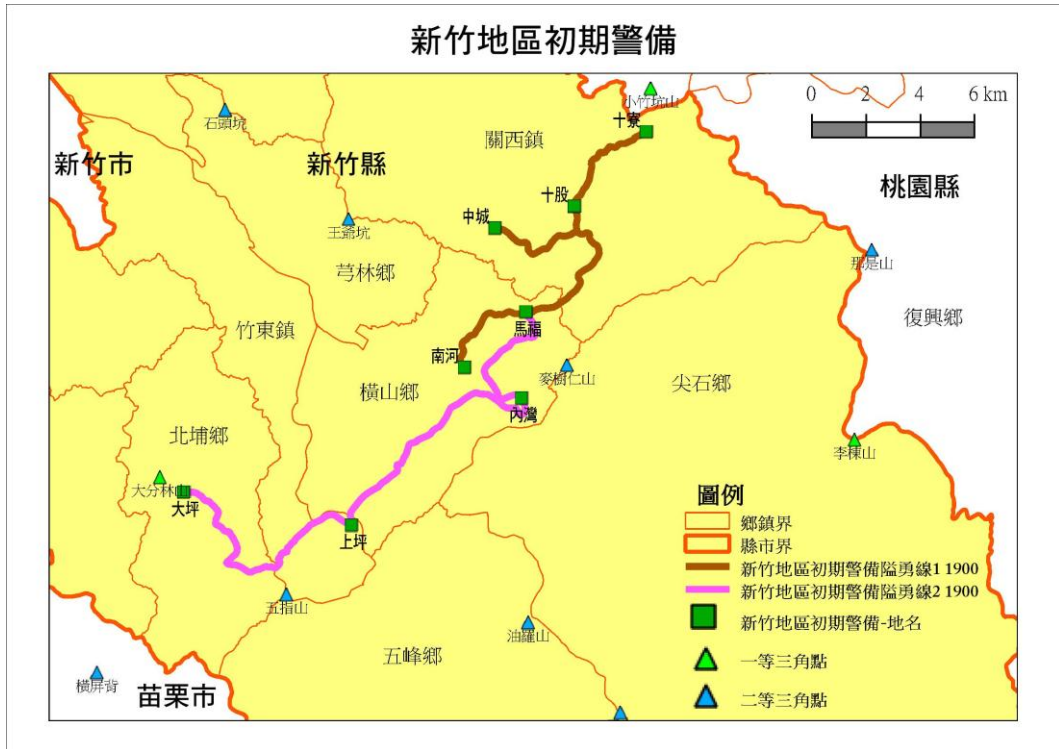 新竹地區初期警備
小竹坑山
0 2 4 6 km
十寮
石頭坑
關西鎮
新竹市
新竹縣
桃園縣
十股
中城
王爺坑
那是山
芎林鄉
復興鄉
竹東鎮
馬福
南河
麥樹仁山
尖石鄉
橫山鄉
內灣
北埔鄉
李棟山
大分林山
大坪
上坪
五指山
油羅山
五峰鄉
橫屏背
苗栗市
圖例
鄉鎮界
縣市界
新竹地區初期警備隘勇線1 1900
新竹地區初期警備隘勇線2 1900
新竹地區初期警備-地名
一等三角點
二等三角點